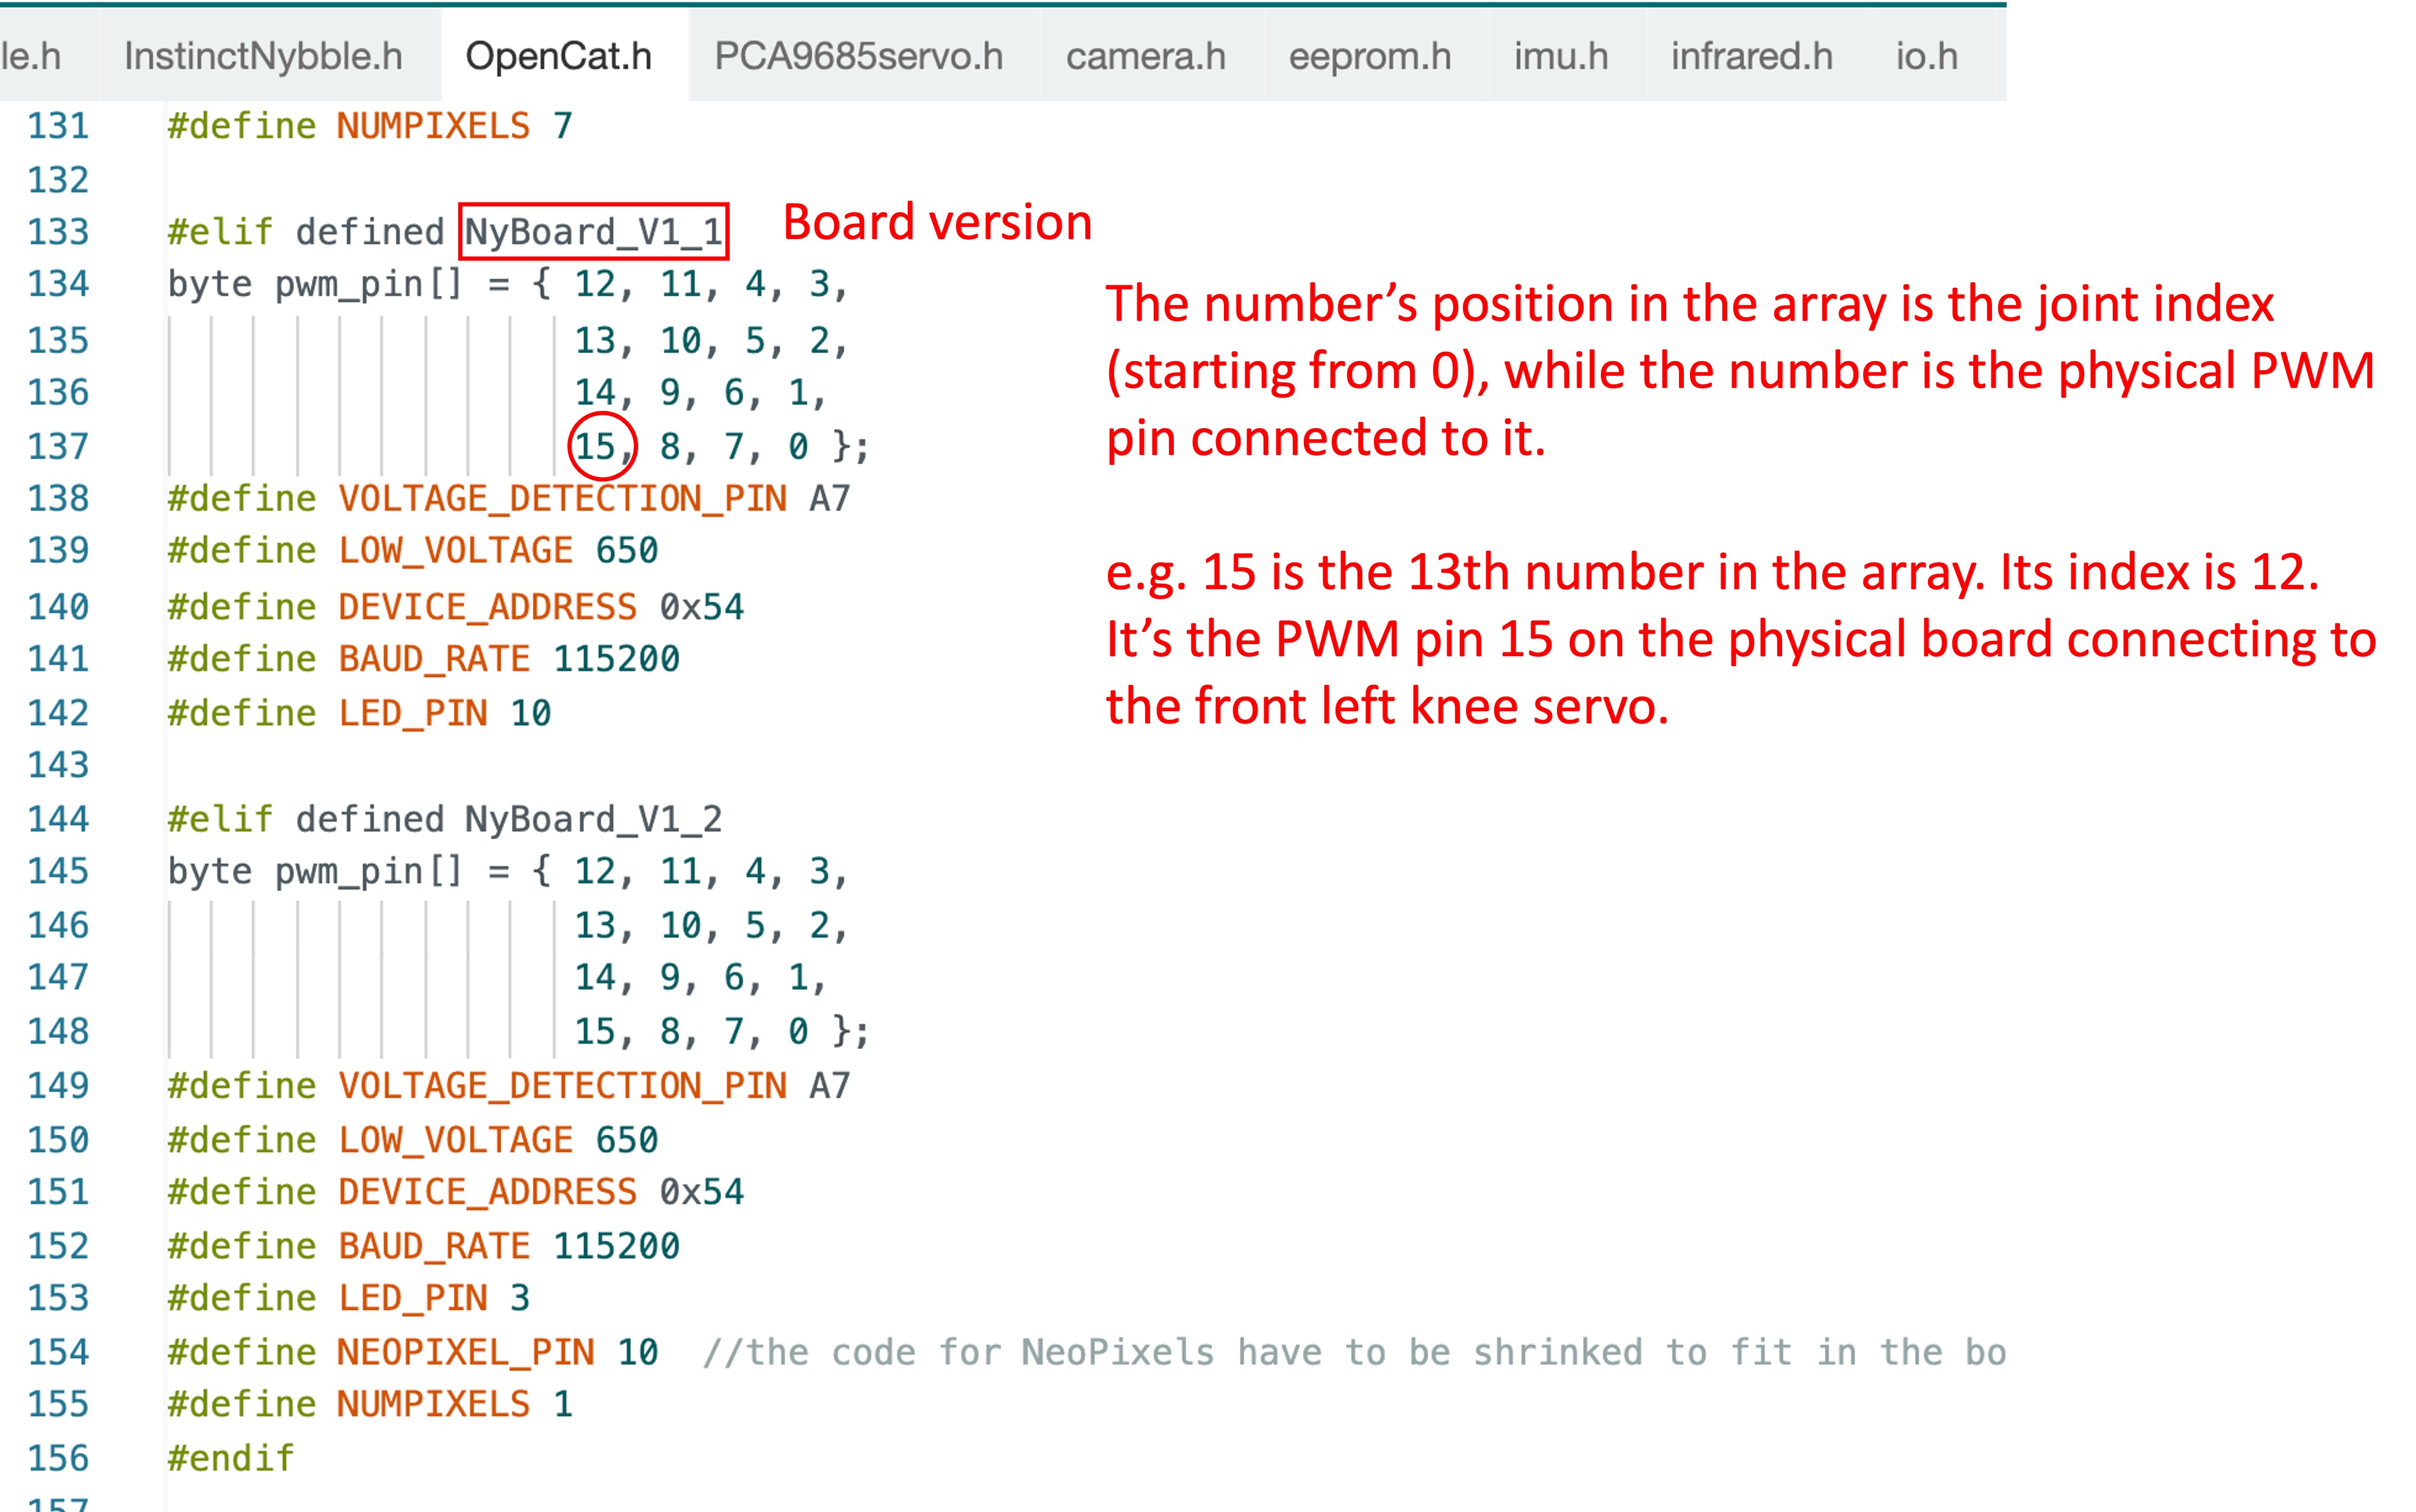 le.h InstinctNybble.h OpenCat.h PCA9685servo.h camera.h eeprom.h imu.h infrared.h io.h
131 #define NUMPIXELS 7
132
133 #elif defined NyBoard_V1_1 Board version
134 byte pwm_pin[] = { 12, 11, 4, 3,
135 13, 10, 5, 2,
136 14, 9, 6, 1,
137 15, 8, 7, 0 };
The number’s position in the array is the joint index
(starting from 0), while the number is the physical PWM
pin connected to it.
138 #define VOLTAGE_DETECTION_PIN A7
139 #define LOW_VOLTAGE 650
140 #define DEVICE_ADDRESS 0x54
141 #define BAUD_RATE 115200
142 #define LED_PIN 10
e.g. 15 is the 13th number in the array. Its index is 12.
It’s the PWM pin 15 on the physical board connecting to
the front left knee servo.
143
144 #elif defined NyBoard_V1_2
145 byte pwm_pin[] = { 12, 11, 4, 3,
146 13, 10, 5, 2,
147 14, 9, 6, 1,
148 15, 8, 7, 0 };
149 #define VOLTAGE_DETECTION_PIN A7
150 #define LOW_VOLTAGE 650
151 #define DEVICE_ADDRESS 0x54
152 #define BAUD_RATE 115200
153 #define LED_PIN 3
154 #define NEOPIXEL_PIN 10 //the code for NeoPixels have to be shrinked to fit in the bo
155 #define NUMPIXELS 1
156 #endif
157